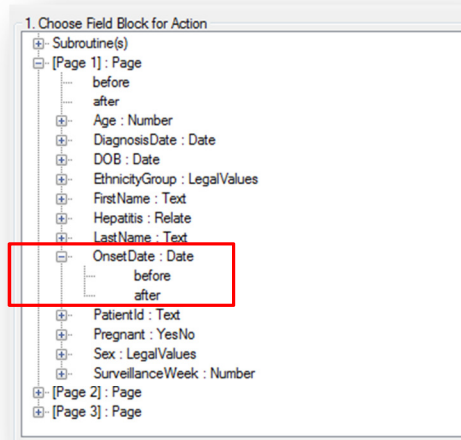 1. Choose Field Block for Action
Subroutine(s)
[Page 1] : Page
before
after
Age : Number
DiagnosisDate : Date
DOB : Date
EthnicityGroup : LegalValues
FirstName : Text
Hepatitis : Relate
LastName : Text
OnsetDate : Date
before
after
PatientId : Text
Pregnant : YesNo
Sex : LegalValues
SurveillanceWeek : Number
[Page 2] : Page
[Page 3] : Page